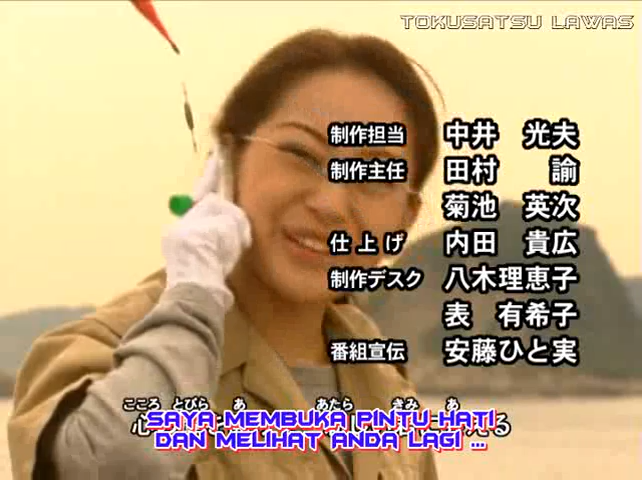 TOKUSATSU LAWAS
制作担当 中井 光夫
制作主任 田村 諭
菊池 英次
仕上げ 内田 貴広
制作デスク 八木理恵子
表 有希子
番組宣伝 安藤ひと実
こころ とびら あ あたら きみ あ
心
SAYA MEMBUKA PINTU HATI
DAN MELIHAT ANDA LAGI ...
える